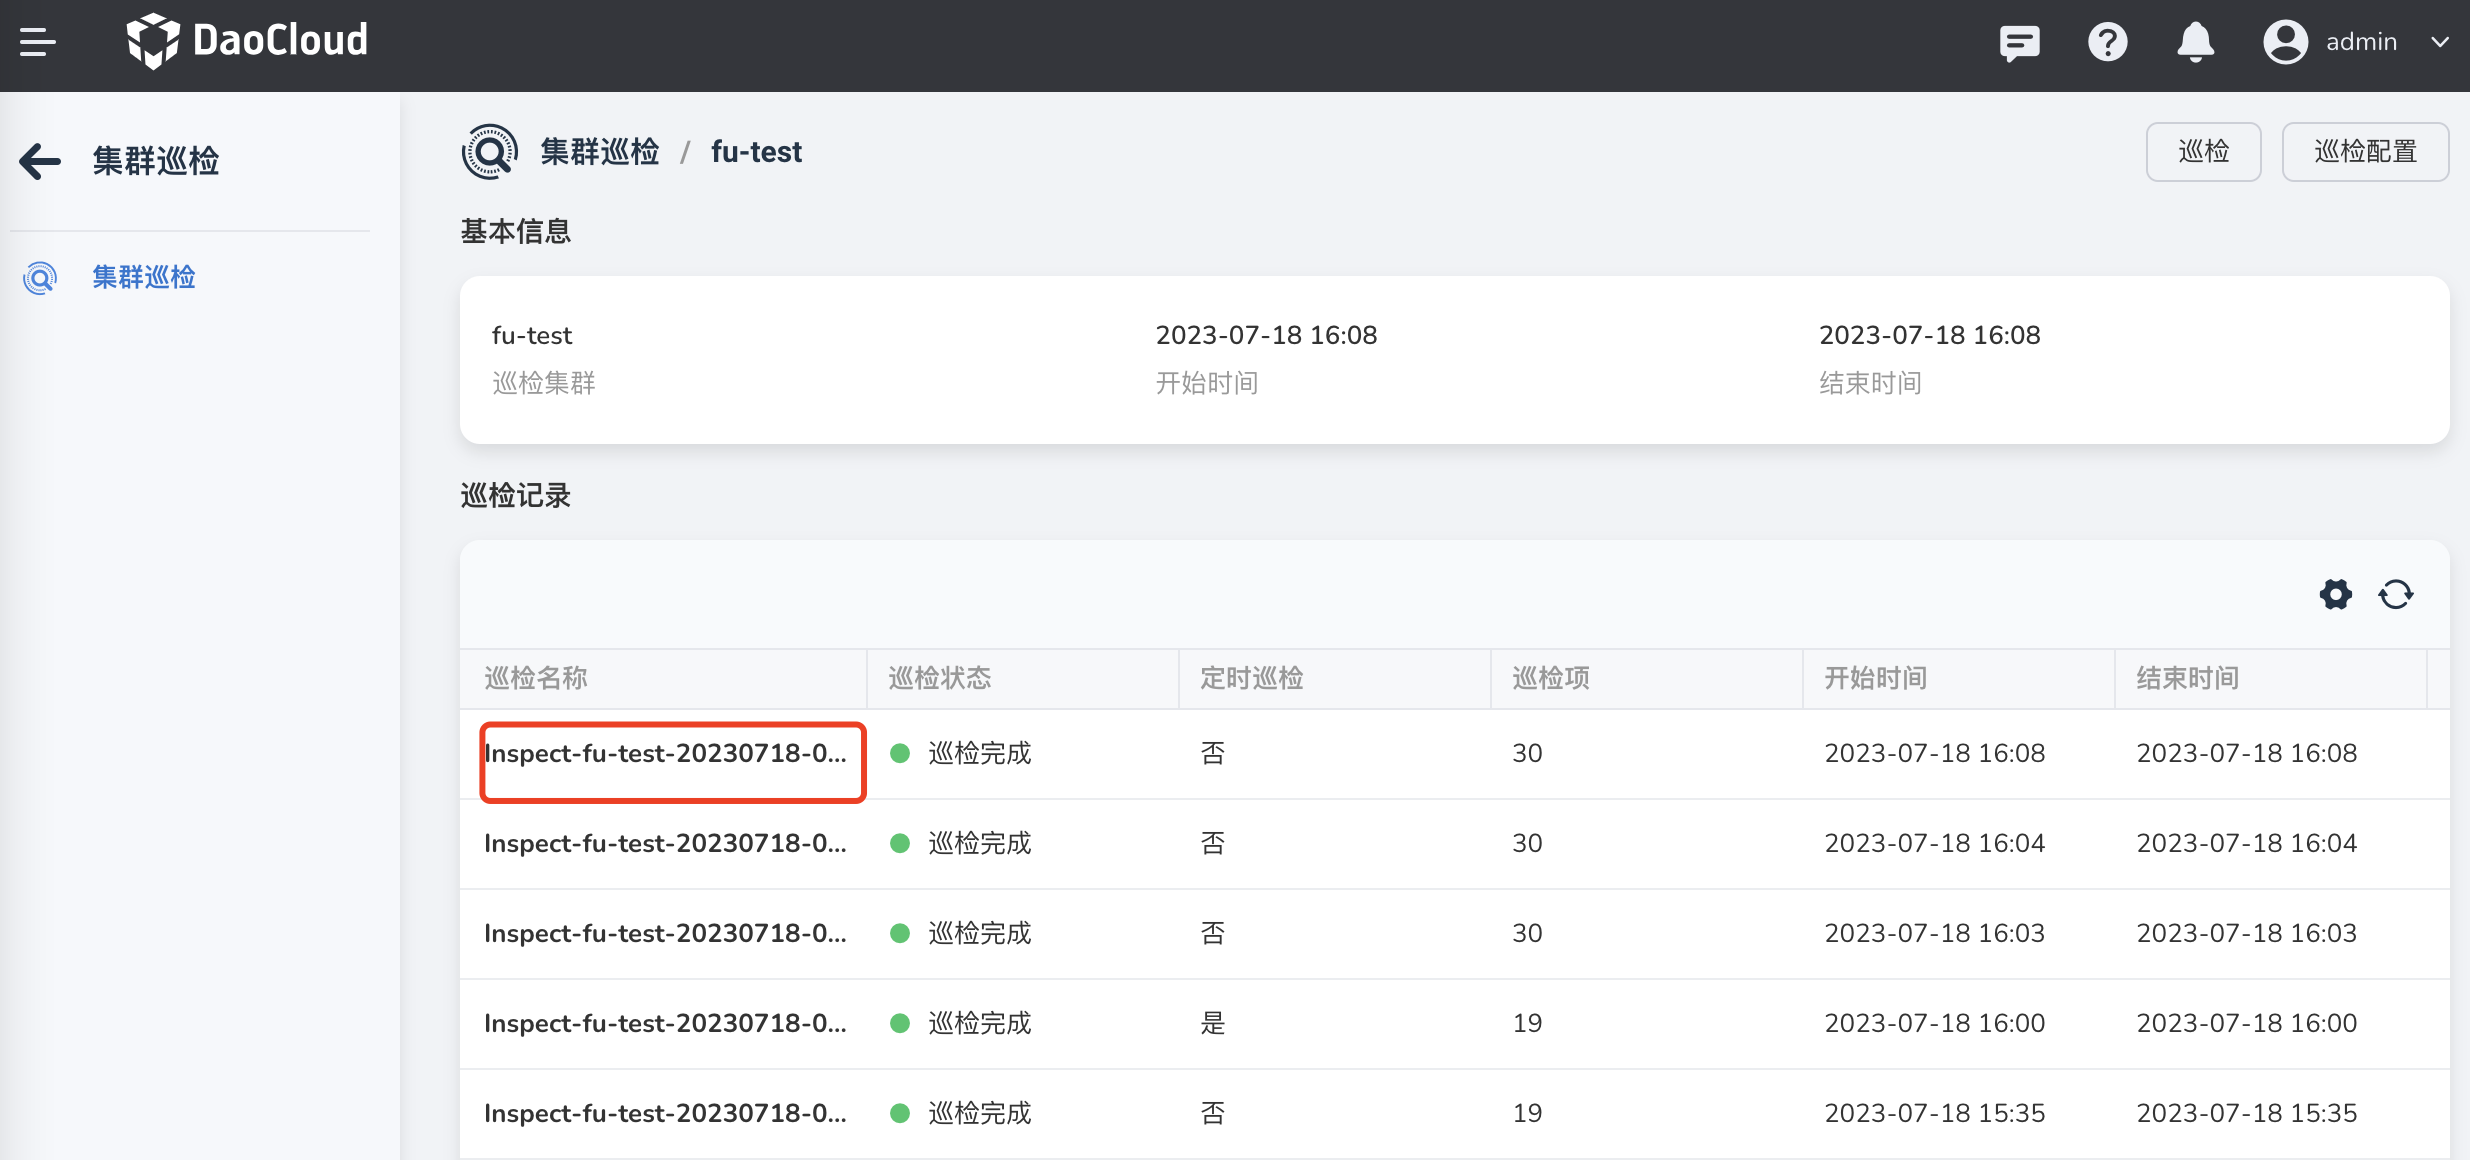 DaoCloud
admin
集群巡检
集群巡检 / fu-test
巡检
巡检配置
集群巡检
基本信息
fu-test
2023-07-18 16:08
2023-07-18 16:08
巡检集群
开始时间
结束时间
巡检记录
巡检名称 巡检状态 定时巡检 巡检项 开始时间 结束时间
Inspect-fu-test-20230718-0... 巡检完成 否 30 2023-07-18 16:08 2023-07-18 16:08
Inspect-fu-test-20230718-0... 巡检完成 否 30 2023-07-18 16:04 2023-07-18 16:04
Inspect-fu-test-20230718-0... 巡检完成 否 30 2023-07-18 16:03 2023-07-18 16:03
Inspect-fu-test-20230718-0... 巡检完成 是 19 2023-07-18 16:00 2023-07-18 16:00
Inspect-fu-test-20230718-0... 巡检完成 否 19 2023-07-18 15:35 2023-07-18 15:35